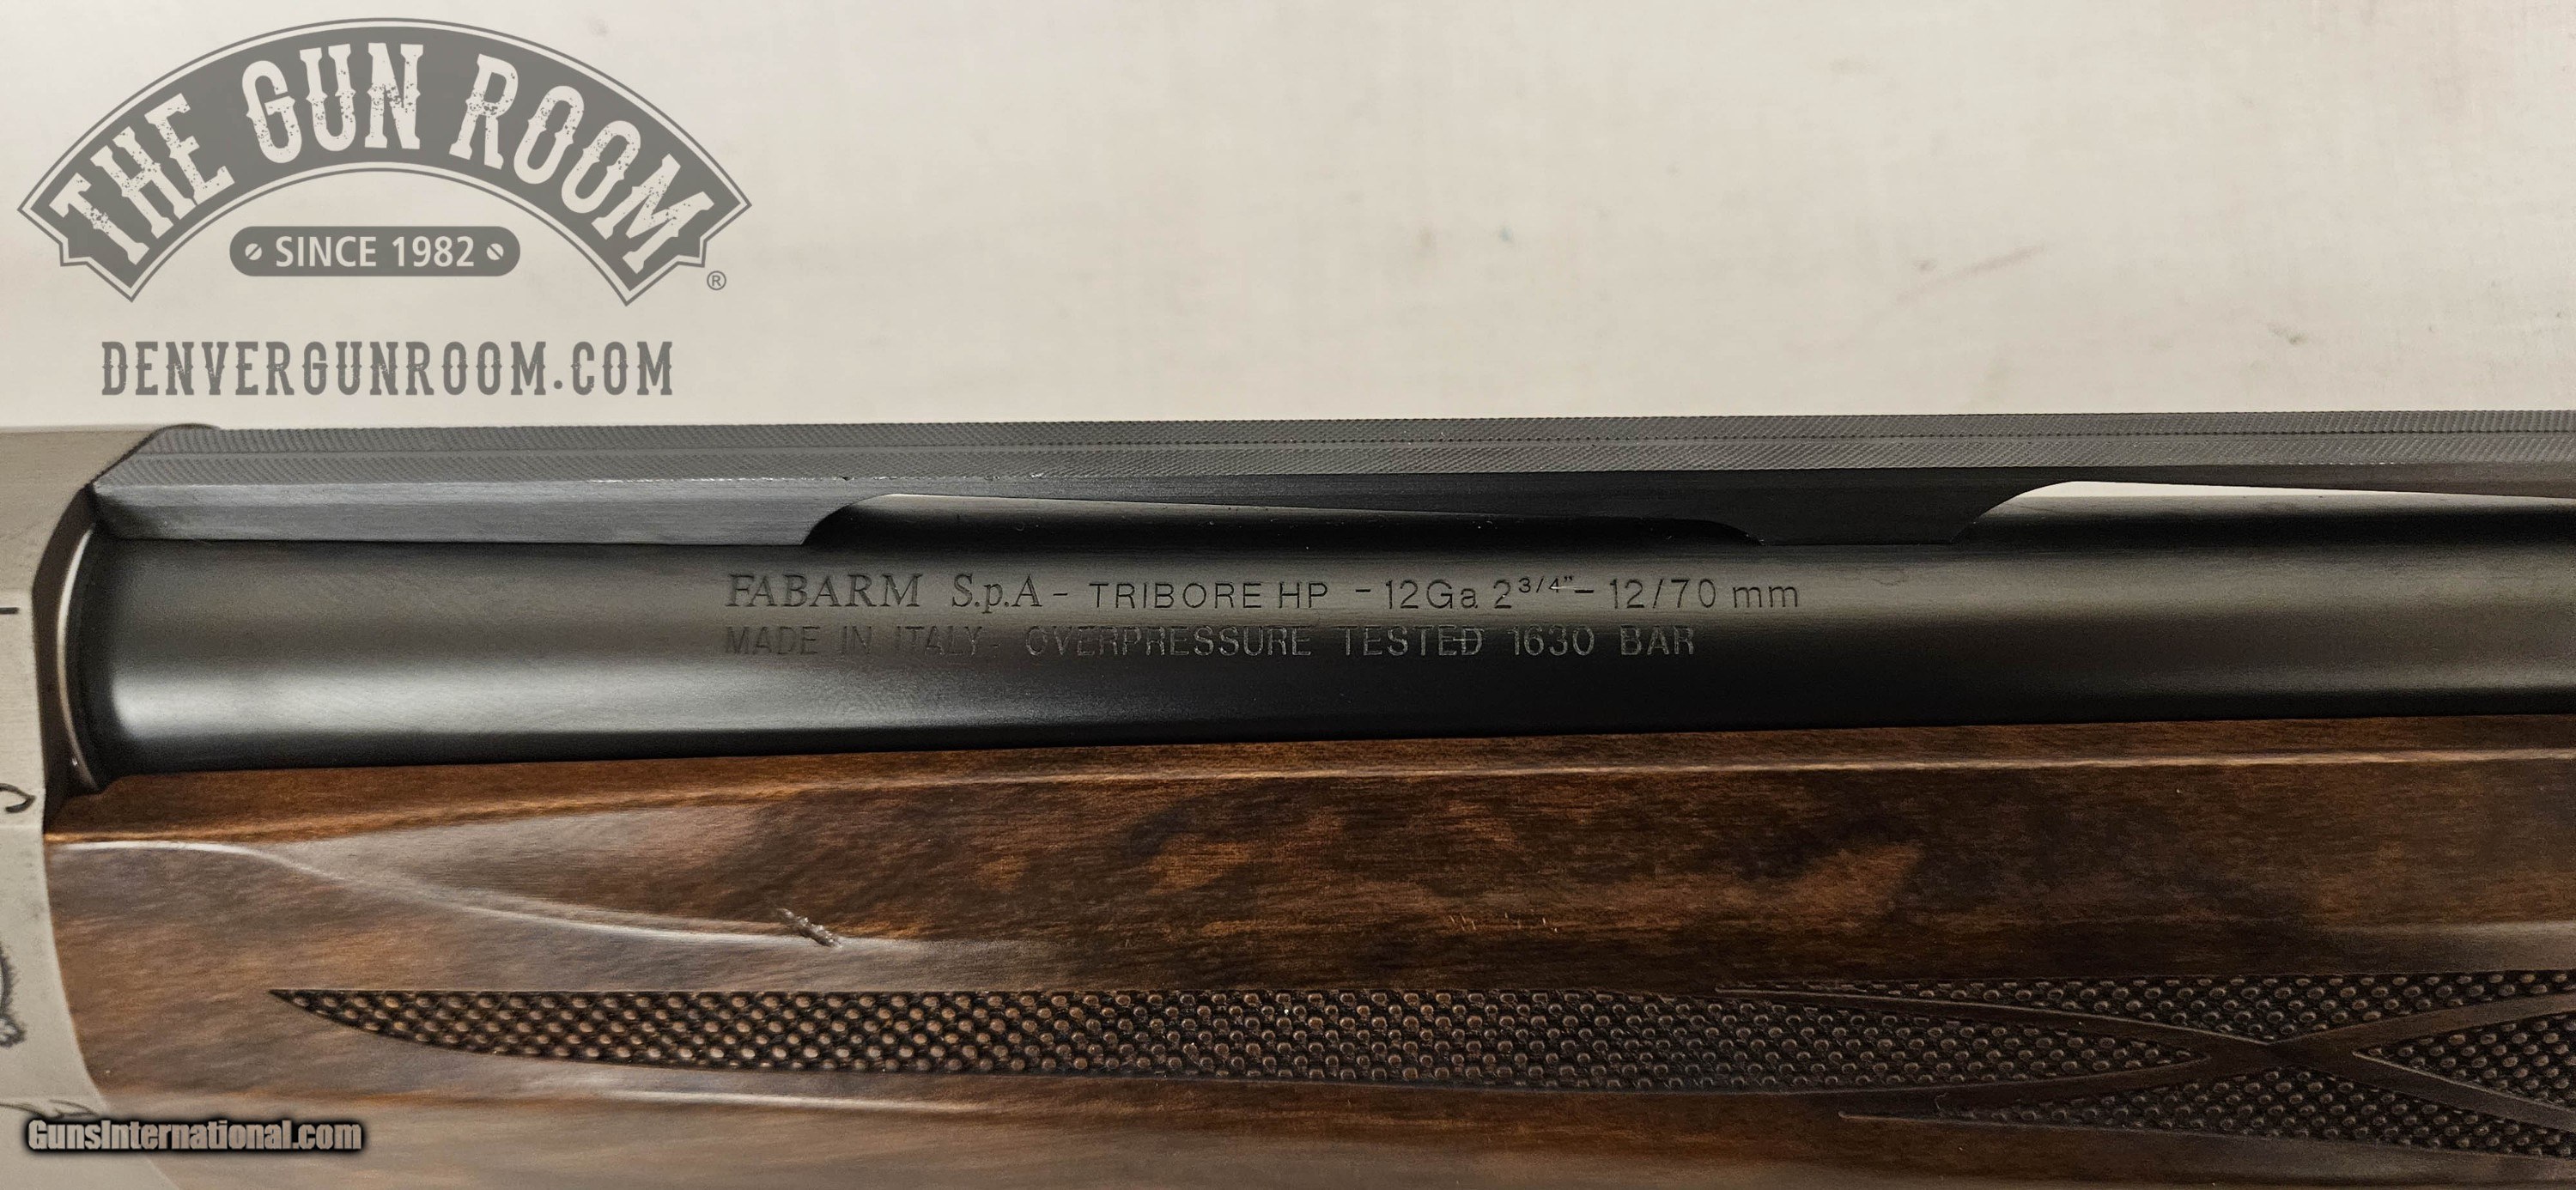 THE GUN ROOM
SINCE 1982
®
DENVERGUNROOM.COM
FABARM S.p.A - TRIBORE HP - 12Ga 2 3/4" - 12/70 mm
MADE IN ITALY - OVERPRESSURE TESTED 1630 BAR
GunsInternational.com